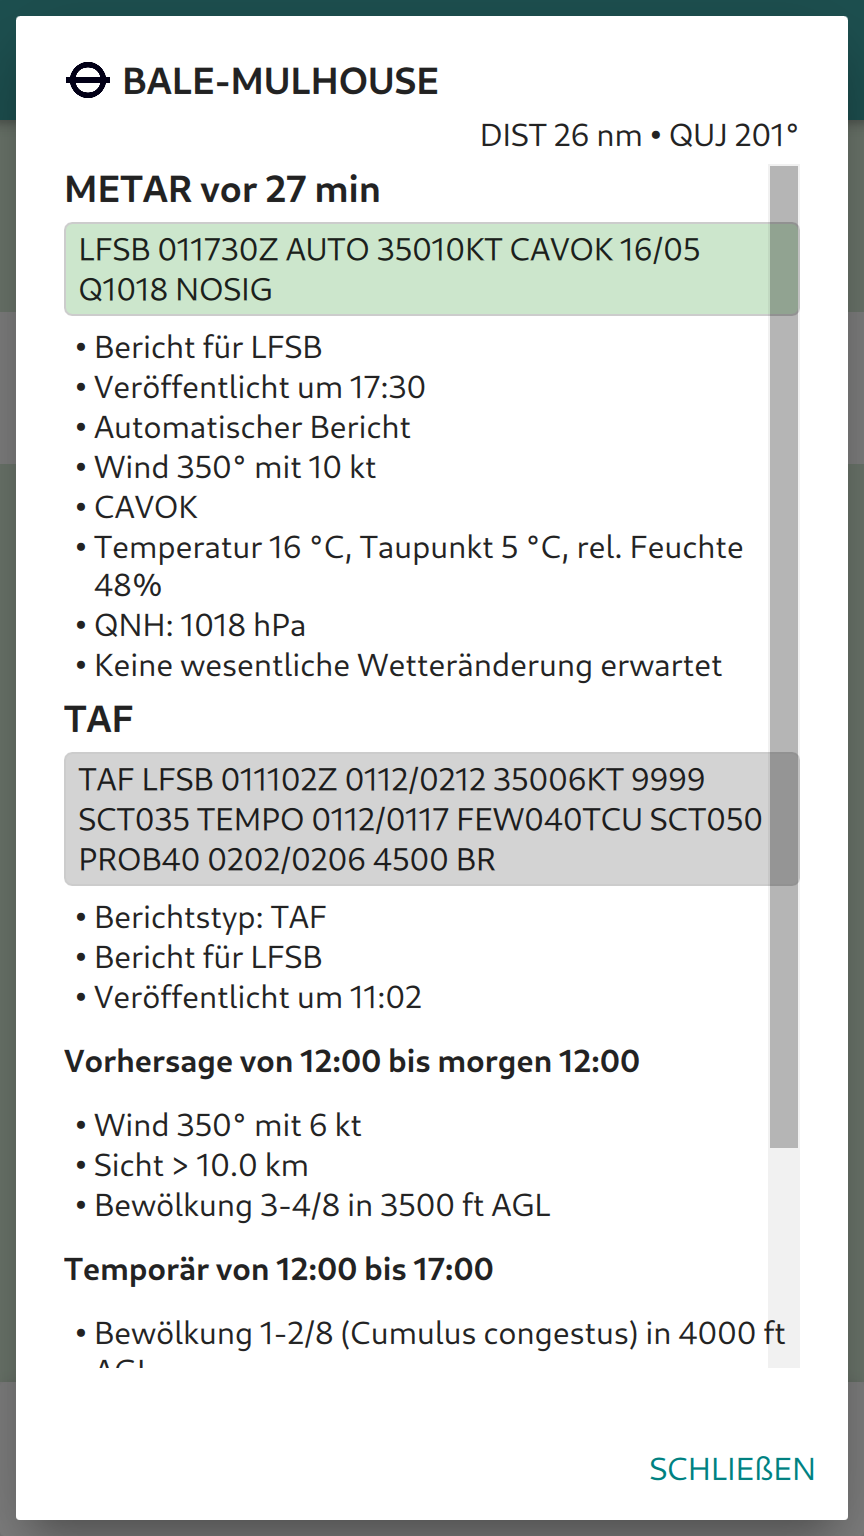 BALE-MULHOUSE
DIST 26 nm • QUJ 201°
METAR vor 27 min
LFSB 011730Z AUTO 35010KT CAVOK 16/05
Q1018 NOSIG
• Bericht für LFSB
• Veröffentlicht um 17:30
• Automatischer Bericht
• Wind 350° mit 10 kt
• CAVOK
• Temperatur 16 °C, Taupunkt 5 °C, rel. Feuchte
48%
• QNH: 1018 hPa
• Keine wesentliche Wetteränderung erwartet
TAF
TAF LFSB 011102Z 0112/0212 35006KT 9999
SCT035 TEMPO 0112/0117 FEW040TCU SCT050
PROB40 0202/0206 4500 BR
• Berichtstyp: TAF
• Bericht für LFSB
• Veröffentlicht um 11:02
Vorhersage von 12:00 bis morgen 12:00
• Wind 350° mit 6 kt
• Sicht > 10.0 km
• Bewölkung 3-4/8 in 3500 ft AGL
Temporär von 12:00 bis 17:00
• Bewölkung 1-2/8 (Cumulus congestus) in 4000 ft
AGL
SCHLIEßEN